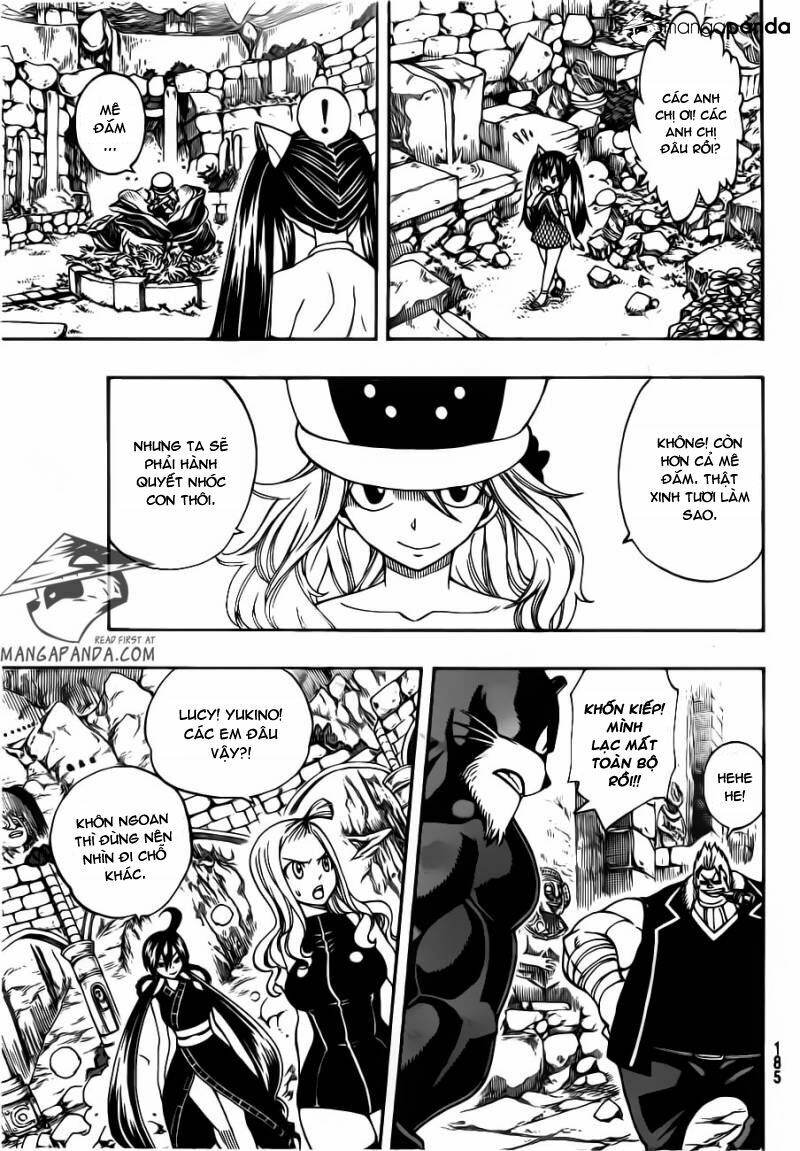 mangapanda
CÁC ANH
CHỊ ƠI! CÁC
ANH CHỊ
ĐÂU RỒI?
!
MÊ
ĐẮM
...
KHÔNG! CÒN
HƠN CẢ MÊ
ĐẮM. THẬT
XINH TƯƠI LÀM
SAO.
NHƯNG TA SẼ
PHẢI HÀNH
QUYẾT NHÓC
CON THÔI.
READ FIRST AT
MANGAPANDA.COM
KHỐN KIẾP!
MÌNH
LẠC MẤT
TOÀN BỘ
RỒI!!
HEHE
HE!
LUCY! YUKINO!
CÁC EM ĐÂU
VẬY?!
KHÔN NGOAN
THÌ ĐỪNG NÊN
NHÌN ĐI CHỖ
KHÁC.
185